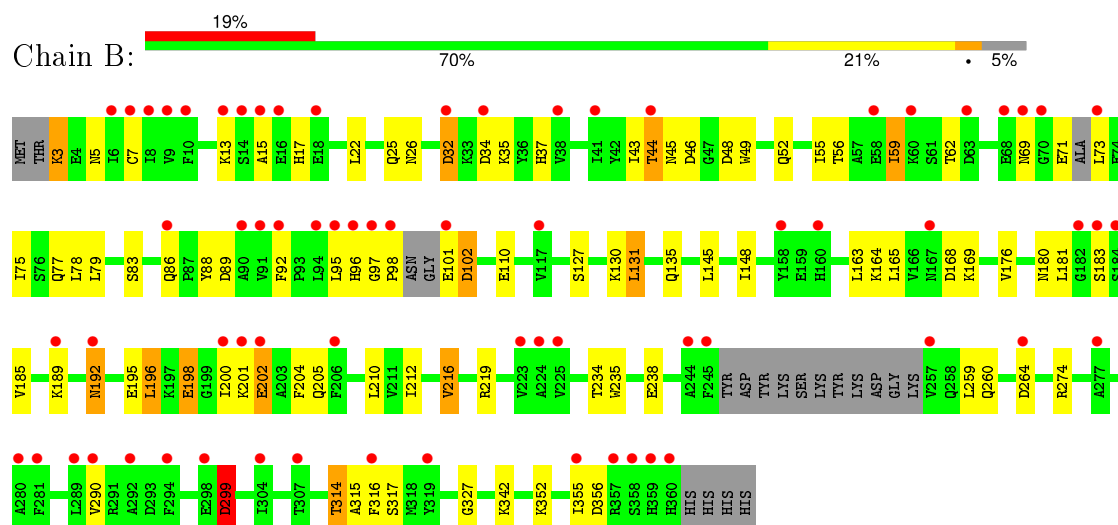 19%
Chain B:
70% 21% • 5%
MET THR K3 E4 N5 I6 C7 I8 V9 F10 K13 S14 A15 E16 H17 E18 L22 Q25 N26 D32 K33 D34 K35 Y36 H37 V38 I41 Y42 I43 T44 N45 D46 G47 D48 W49 Q52 I55 T56 A57 E58 I59 K60 S61 T62 D63 E68 N69 G70 E71 ALA L73 E74
I75 S76 Q77 L78 L79 S83 Q86 P87 Y88 D89 A90 V91 F92 P93 L94 L95 H96 G97 P98 ASN GLY E101 D102 E110 V117 S127 K130 L131 Q135 L145 I148 Y158 E159 H160 L163 K164 L165 V166 N167 D168 K169 V176 N180 L181 G182 S183 S184
V185 K189 N192 E195 L196 K197 E198 G199 I200 K201 E202 A203 F204 Q205 F206 L210 V211 I212 V216 R219 V223 A224 V225 T234 W235 E238 A244 F245 TYR ASP TYR LYS SER LYS TYR LYS ASP GLY LYS V257 Q258 L259 Q260 D264 R274 A277
A280 F281 L289 V290 R291 A292 D293 F294 E298 D299 I304 T307 T314 A315 F316 S317 M318 Y319 G327 K342 K352 I355 D356 R357 S358 H359 H360 HIS HIS HIS HIS